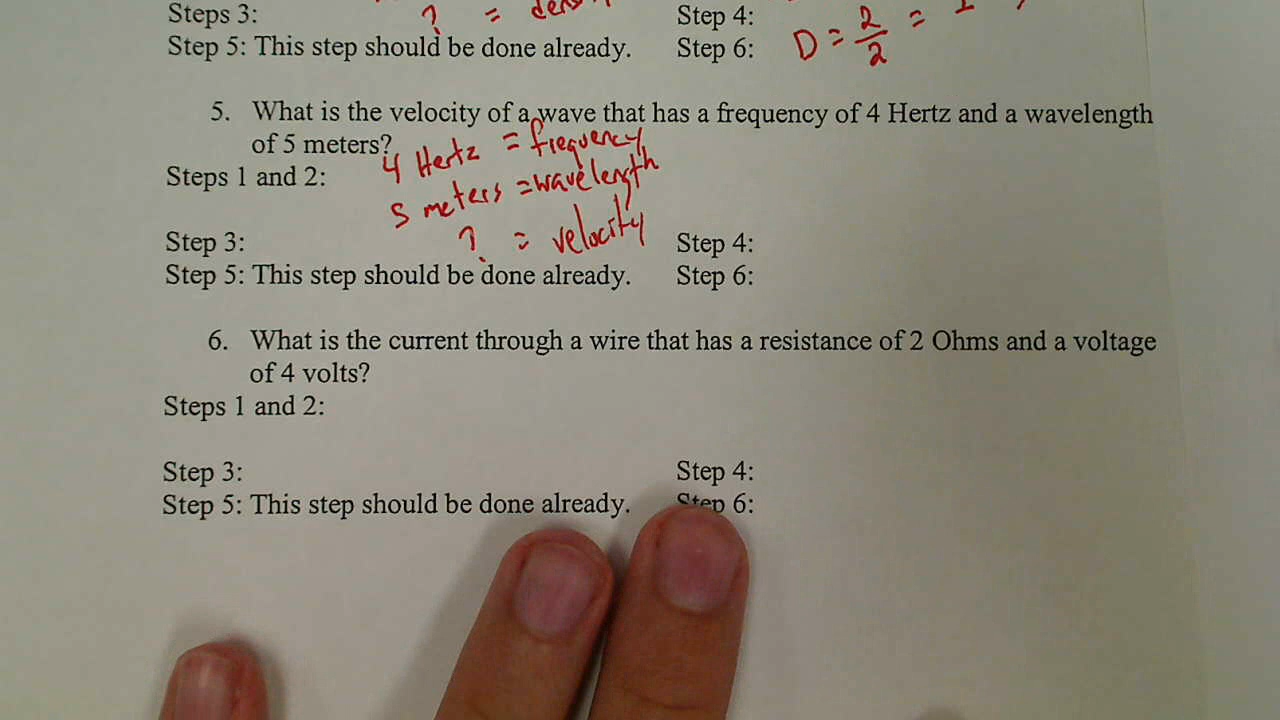 Steps 3:
? =
Step 4:
Step 5: This step should be done already.
Step 6:
D = 2/2 =
5. What is the velocity of a wave that has a frequency of 4 Hertz and a wavelength
of 5 meters?
4 Hertz = frequency
Steps 1 and 2:
5 meters = wavelength
Step 3:
? = velocity
Step 4:
Step 5: This step should be done already.
Step 6:
6. What is the current through a wire that has a resistance of 2 Ohms and a voltage
of 4 volts?
Steps 1 and 2:
Step 3:
Step 4:
Step 5: This step should be done already.
Step 6: